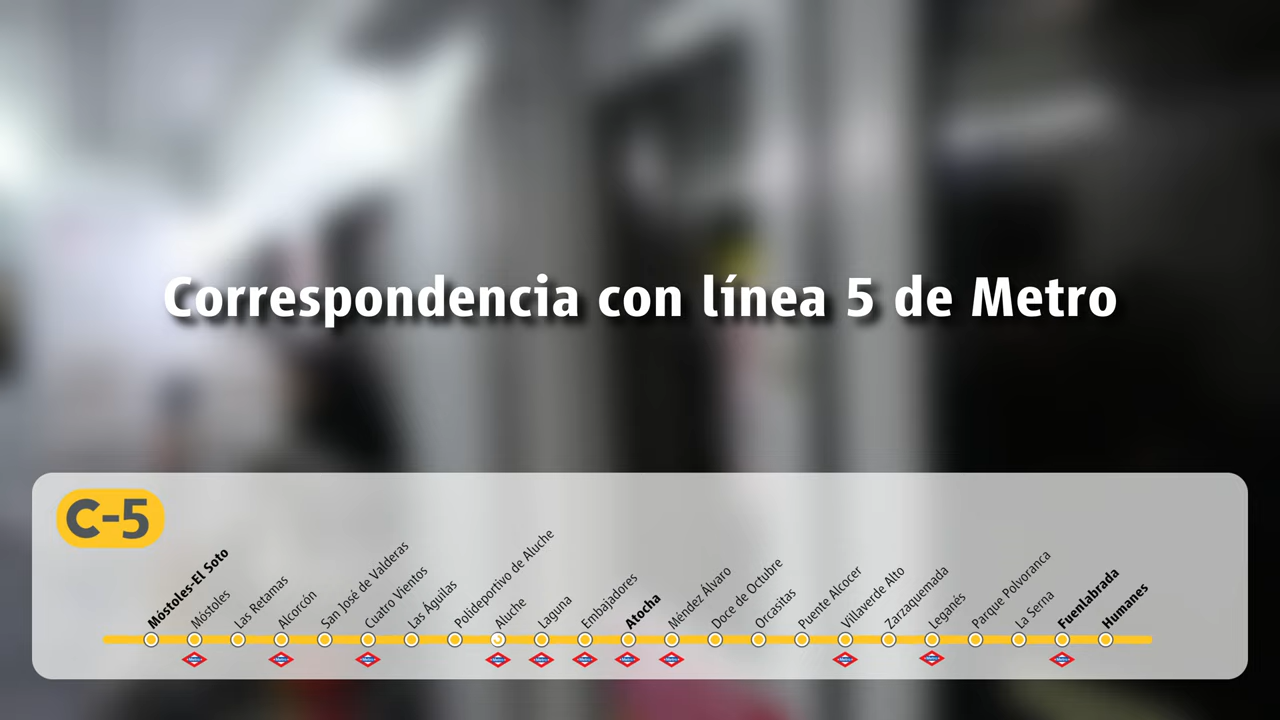 Correspondencia con línea 5 de Metro
C-5
Móstoles-El Soto
Móstoles
Las Retamas
Alcorcón
San José de Valderas
Cuatro Vientos
Las Águilas
Polideportivo de Aluche
Aluche
Laguna
Embajadores
Atocha
Méndez Álvaro
Doce de Octubre
Orcasitas
Puente Alcocer
Villaverde Alto
Zarzaquemada
Leganés
Parque Polvoranca
La Serna
Fuenlabrada
Humanes